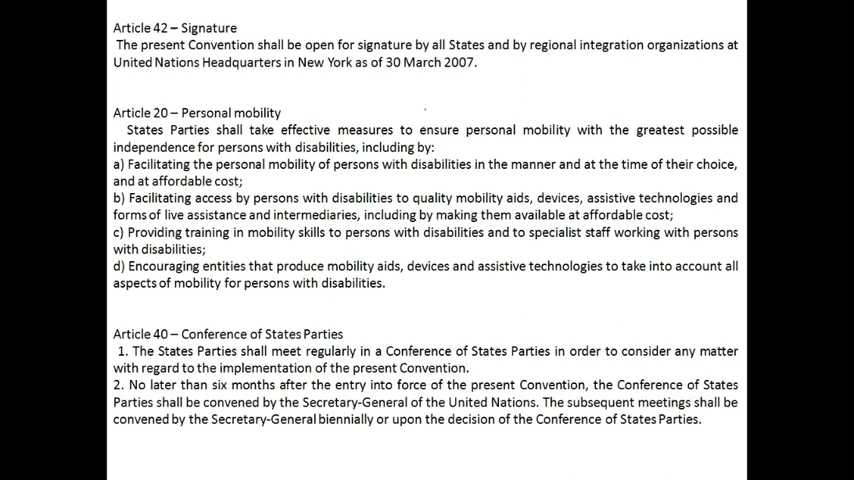 Article 42 – Signature
The present Convention shall be open for signature by all States and by regional integration organizations at
United Nations Headquarters in New York as of 30 March 2007.
Article 20 – Personal mobility
States Parties shall take effective measures to ensure personal mobility with the greatest possible
independence for persons with disabilities, including by:
a) Facilitating the personal mobility of persons with disabilities in the manner and at the time of their choice,
and at affordable cost;
b) Facilitating access by persons with disabilities to quality mobility aids, devices, assistive technologies and
forms of live assistance and intermediaries, including by making them available at affordable cost;
c) Providing training in mobility skills to persons with disabilities and to specialist staff working with persons
with disabilities;
d) Encouraging entities that produce mobility aids, devices and assistive technologies to take into account all
aspects of mobility for persons with disabilities.
Article 40 – Conference of States Parties
1. The States Parties shall meet regularly in a Conference of States Parties in order to consider any matter
with regard to the implementation of the present Convention.
2. No later than six months after the entry into force of the present Convention, the Conference of States
Parties shall be convened by the Secretary-General of the United Nations. The subsequent meetings shall be
convened by the Secretary-General biennially or upon the decision of the Conference of States Parties.